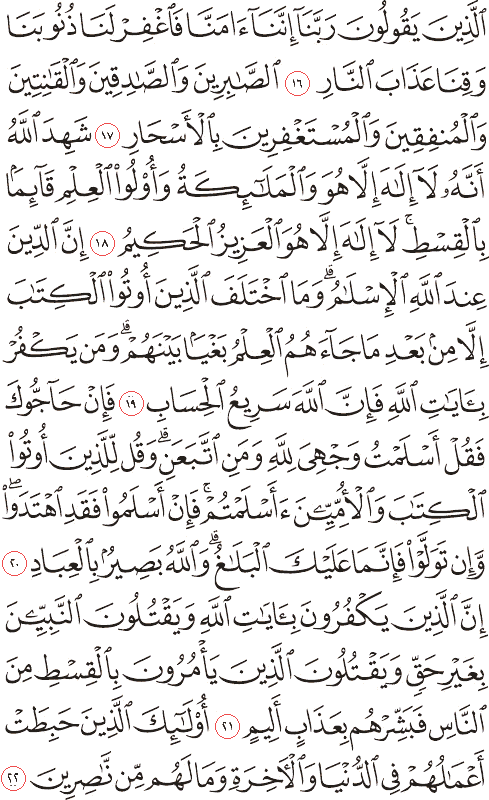 ٱلَّذِينَ يَقُولُونَ رَبَّنَآ إِنَّنَآ ءَامَنَّا فَٱغْفِرْ لَنَا ذُنُوبَنَا
وَقِنَا عَذَابَ ٱلنَّارِ ١٦ ٱلصَّٰبِرِينَ وَٱلصَّٰدِقِينَ وَٱلْقَٰنِتِينَ
وَٱلْمُنفِقِينَ وَٱلْمُسْتَغْفِرِينَ بِٱلْأَسْحَارِ ١٧ شَهِدَ ٱللَّهُ
أَنَّهُۥ لَآ إِلَٰهَ إِلَّا هُوَ وَٱلْمَلَٰٓئِكَةُ وَأُو۟لُوا۟ ٱلْعِلْمِ قَآئِمًۢا
بِٱلْقِسْطِ ۚ لَآ إِلَٰهَ إِلَّا هُوَ ٱلْعَزِيزُ ٱلْحَكِيمُ ١٨ إِنَّ ٱلدِّينَ
عِندَ ٱللَّهِ ٱلْإِسْلَٰمُ ۗ وَمَا ٱخْتَلَفَ ٱلَّذِينَ أُوتُوا۟ ٱلْكِتَٰبَ
إِلَّا مِنۢ بَعْدِ مَا جَآءَهُمُ ٱلْعِلْمُ بَغْيًۢا بَيْنَهُمْ ۗ وَمَن يَكْفُرْ
بِـَٔايَٰتِ ٱللَّهِ فَإِنَّ ٱللَّهَ سَرِيعُ ٱلْحِسَابِ ١٩ فَإِنْ حَآجُّوكَ
فَقُلْ أَسْلَمْتُ وَجْهِىَ لِلَّهِ وَمَنِ ٱتَّبَعَنِ ۗ وَقُل لِّلَّذِينَ أُوتُوا۟
ٱلْكِتَٰبَ وَٱلْأُمِّيِّـۧنَ ءَأَسْلَمْتُمْ ۚ فَإِنْ أَسْلَمُوا۟ فَقَدِ ٱهْتَدَوا۟ ۖ
وَّإِن تَوَلَّوْا۟ فَإِنَّمَا عَلَيْكَ ٱلْبَلَٰغُ ۗ وَٱللَّهُ بَصِيرٌۢ بِٱلْعِبَادِ ٢٠
إِنَّ ٱلَّذِينَ يَكْفُرُونَ بِـَٔايَٰتِ ٱللَّهِ وَيَقْتُلُونَ ٱلنَّبِيِّـۧنَ
بِغَيْرِ حَقٍّ وَيَقْتُلُونَ ٱلَّذِينَ يَأْمُرُونَ بِٱلْقِسْطِ مِنَ
ٱلنَّاسِ فَبَشِّرْهُم بِعَذَابٍ أَلِيمٍ ٢١ أُو۟لَٰٓئِكَ ٱلَّذِينَ حَبِطَتْ
أَعْمَٰلُهُمْ فِى ٱلدُّنْيَا وَٱلْءَاخِرَةِ وَمَا لَهُم مِّن نَّٰصِرِينَ ٢٢